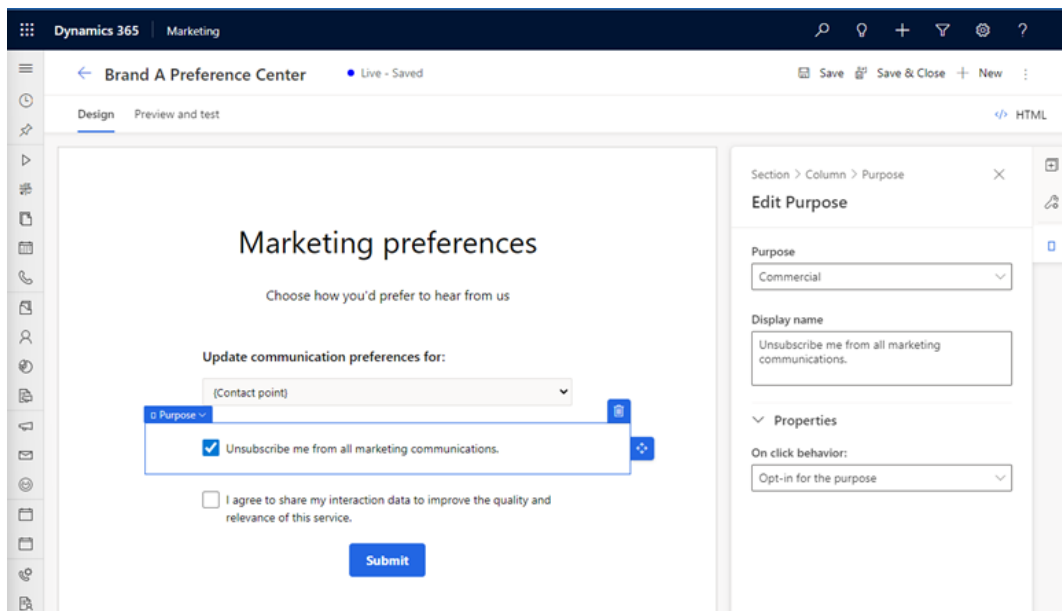 Dynamics 365 Marketing
Brand A Preference Center Live - Saved Save Save & Close New
Design Preview and test HTML
Section > Column > Purpose
Edit Purpose
Marketing preferences
Choose how you'd prefer to hear from us
Update communication preferences for:
{Contact point}
Purpose
Unsubscribe me from all marketing communications.
I agree to share my interaction data to improve the quality and
relevance of this service.
Submit
Purpose
Commercial
Display name
Unsubscribe me from all marketing
communications.
Properties
On click behavior:
Opt-in for the purpose